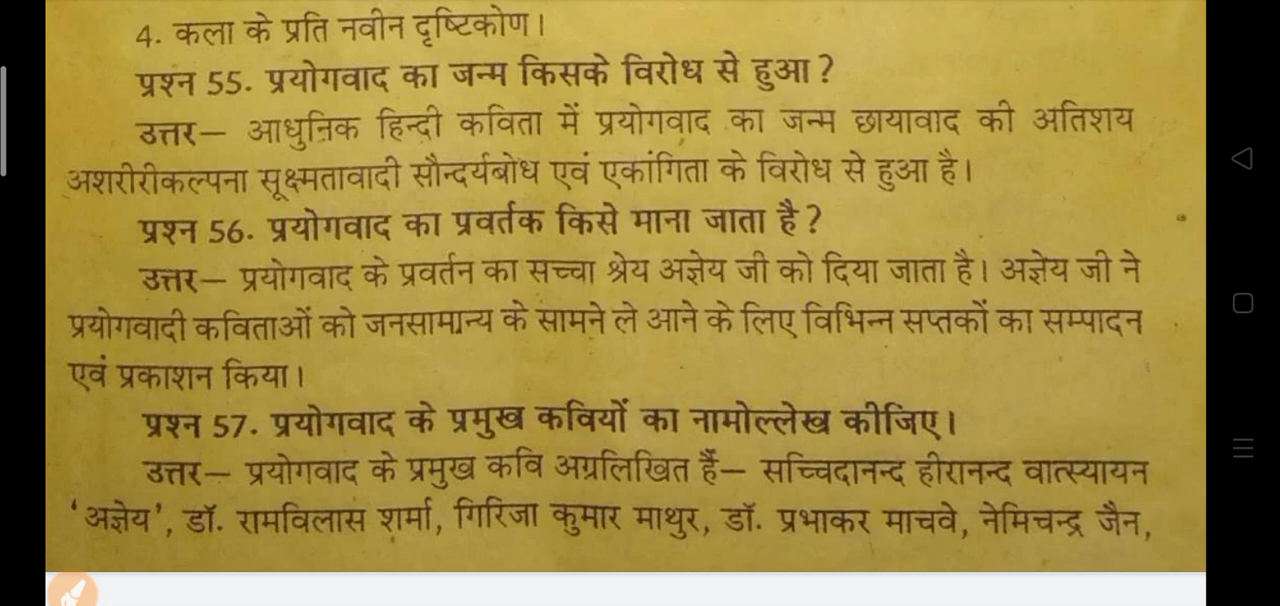 4. कला के प्रति नवीन दृष्टिकोण।
प्रश्न 55. प्रयोगवाद का जन्म किसके विरोध से हुआ ?
उत्तर— आधुनिक हिन्दी कविता में प्रयोगवाद का जन्म छायावाद की अतिशय
अशरीरीकल्पना सूक्ष्मतावादी सौन्दर्यबोध एवं एकांगिता के विरोध से हुआ है।
प्रश्न 56. प्रयोगवाद का प्रवर्तक किसे माना जाता है ?
उत्तर— प्रयोगवाद के प्रवर्तन का सच्चा श्रेय अज्ञेय जी को दिया जाता है। अज्ञेय जी ने
प्रयोगवादी कविताओं को जनसामान्य के सामने ले आने के लिए विभिन्न सप्तकों का सम्पादन
एवं प्रकाशन किया।
प्रश्न 57. प्रयोगवाद के प्रमुख कवियों का नामोल्लेख कीजिए।
उत्तर— प्रयोगवाद के प्रमुख कवि अग्रलिखित हैं— सच्चिदानन्द हीरानन्द वात्स्यायन
‘अज्ञेय’, डॉ. रामविलास शर्मा, गिरिजा कुमार माथुर, डॉ. प्रभाकर माचवे, नेमिचन्द्र जैन,